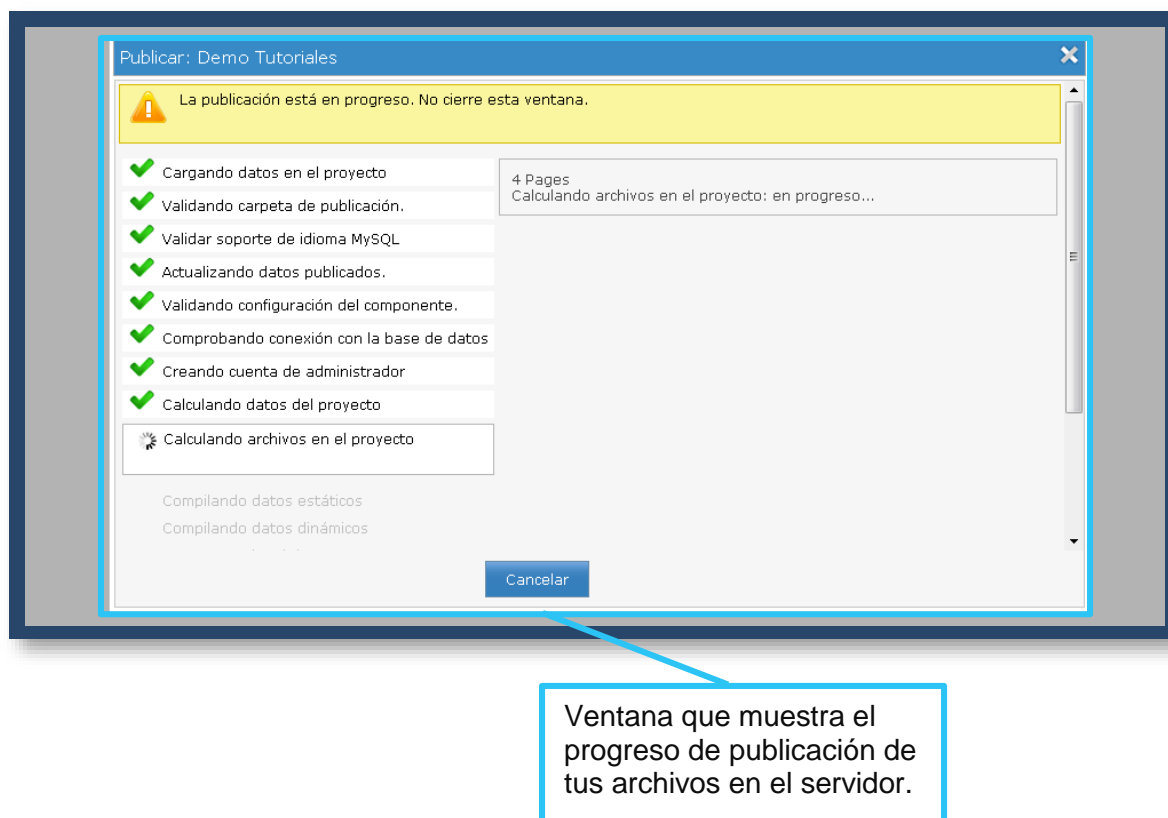 Publicar: Demo Tutoriales
La publicación está en progreso. No cierre esta ventana.
Cargando datos en el proyecto
Validando carpeta de publicación.
Validar soporte de idioma MySQL
Actualizando datos publicados.
Validando configuración del componente.
Comprobando conexión con la base de datos
Creando cuenta de administrador
Calculando datos del proyecto
Calculando archivos en el proyecto
Compilando datos estáticos
Compilando datos dinámicos
4 Pages
Calculando archivos en el proyecto: en progreso...
Cancelar
Ventana que muestra el
progreso de publicación de
tus archivos en el servidor.